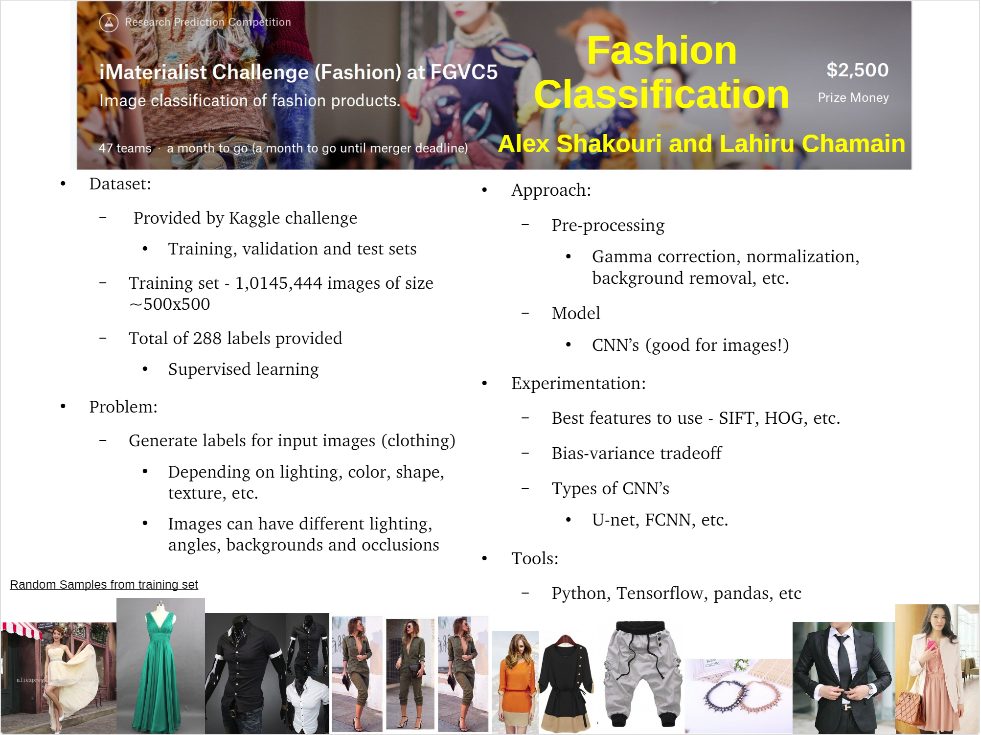 Research Prediction Competition
iMaterialist Challenge (Fashion) at FGVC5
Image classification of fashion products.
47 teams · a month to go (a month to go until merger deadline)
Fashion
Classification
$2,500
Prize Money
Alex Shakouri and Lahiru Chamain
• Dataset:
– Provided by Kaggle challenge
• Training, validation and test sets
– Training set - 1,0145,444 images of size
~500x500
– Total of 288 labels provided
• Supervised learning
• Problem:
– Generate labels for input images (clothing)
• Depending on lighting, color, shape,
texture, etc.
• Images can have different lighting,
angles, backgrounds and occlusions
• Approach:
– Pre-processing
• Gamma correction, normalization,
background removal, etc.
– Model
• CNN’s (good for images!)
• Experimentation:
– Best features to use - SIFT, HOG, etc.
– Bias-variance tradeoff
– Types of CNN’s
• U-net, FCNN, etc.
• Tools:
– Python, Tensorflow, pandas, etc
Random Samples from training set